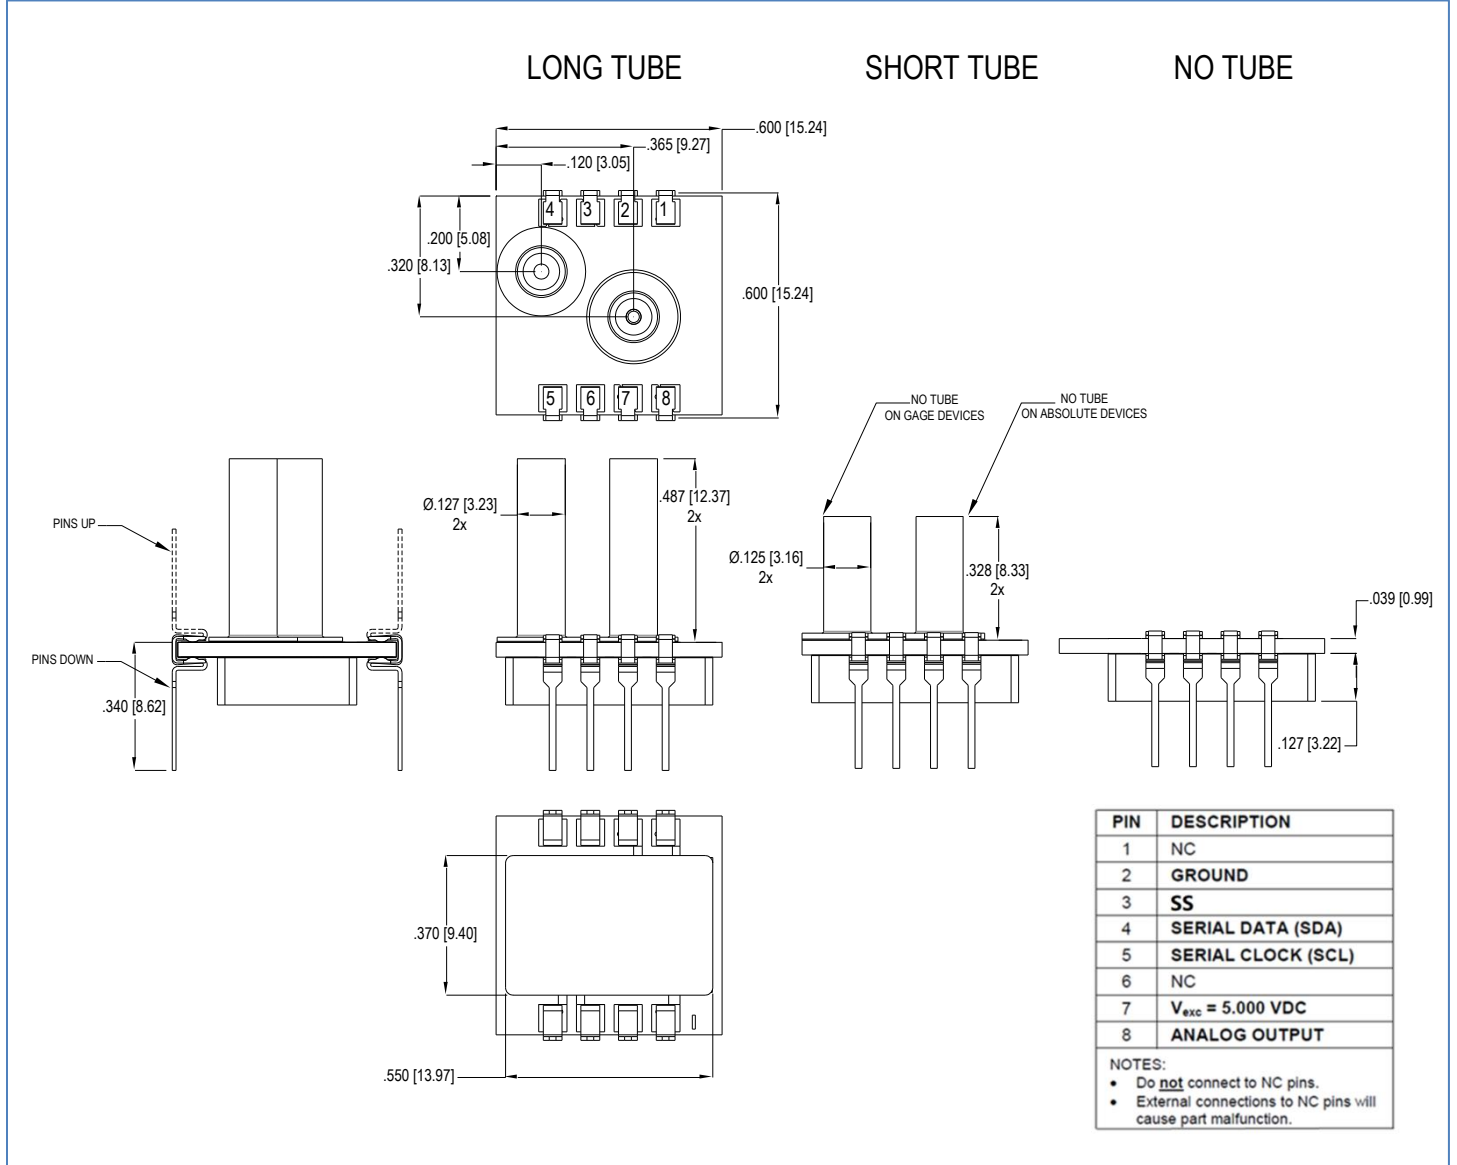 LONG TUBE
SHORT TUBE
NO TUBE
.600 [15.24]
.365 [9.27]
.120 [3.05]
4
3
2
1
.200 [5.08]
.320 [8.13]
.600 [15.24]
5
6
7
8
NO TUBE
ON GAGE DEVICES
NO TUBE
ON ABSOLUTE DEVICES
PINS UP
Ø.127 [3.23]
2x
.487 [12.37]
2x
Ø.125 [3.16]
2x
.328 [8.33]
2x
.039 [0.99]
PINS DOWN
.340 [8.62]
.127 [3.22]
.370 [9.40]
.550 [13.97]
PIN DESCRIPTION
1 NC
2 GROUND
3 SS
4 SERIAL DATA (SDA)
5 SERIAL CLOCK (SCL)
6 NC
7 Vexc = 5.000 VDC
8 ANALOG OUTPUT
NOTES:
• Do not connect to NC pins.
• External connections to NC pins will
cause part malfunction.